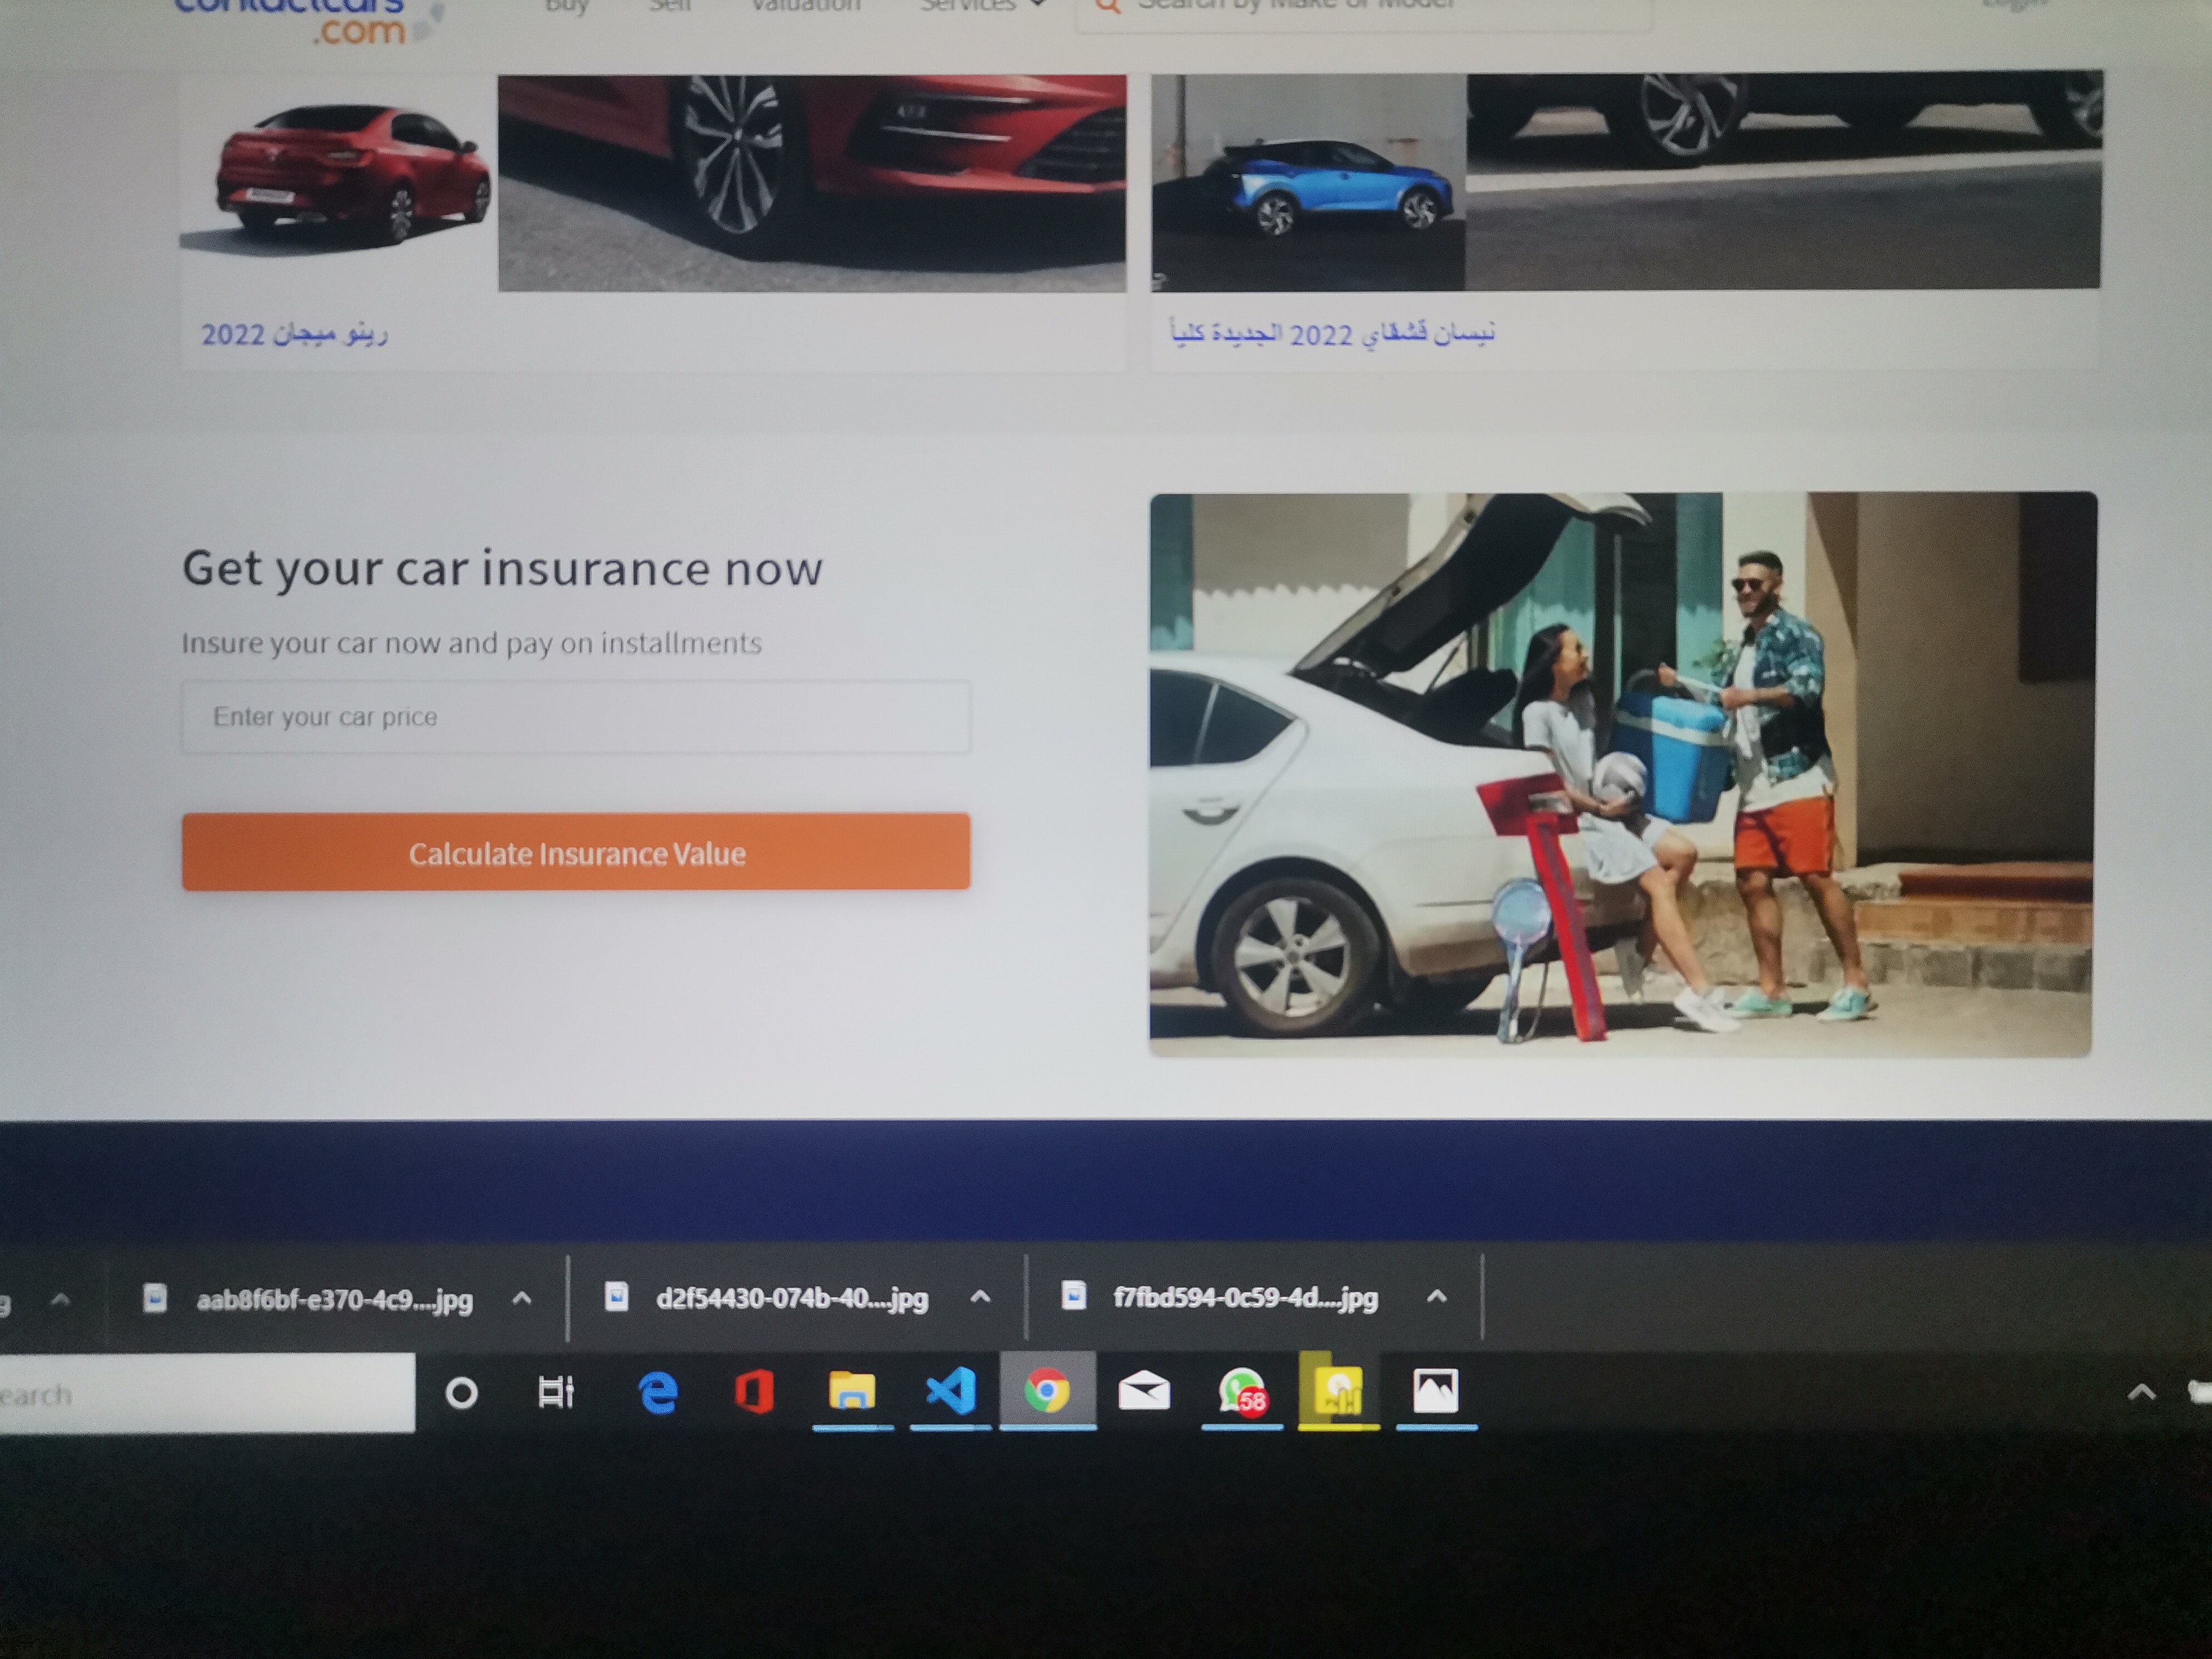 contactcars
.com
Buy Sell Valuation Services Search by Make or Model Login
رينو ميجان 2022
نيسان قشقاي 2022 الجديدة كلياً
Get your car insurance now
Insure your car now and pay on installments
Enter your car price
Calculate Insurance Value
aab8f6bf-e370-4c9....jpg
d2f54430-074b-40....jpg
f7fbd594-0c59-4d....jpg
earch
58